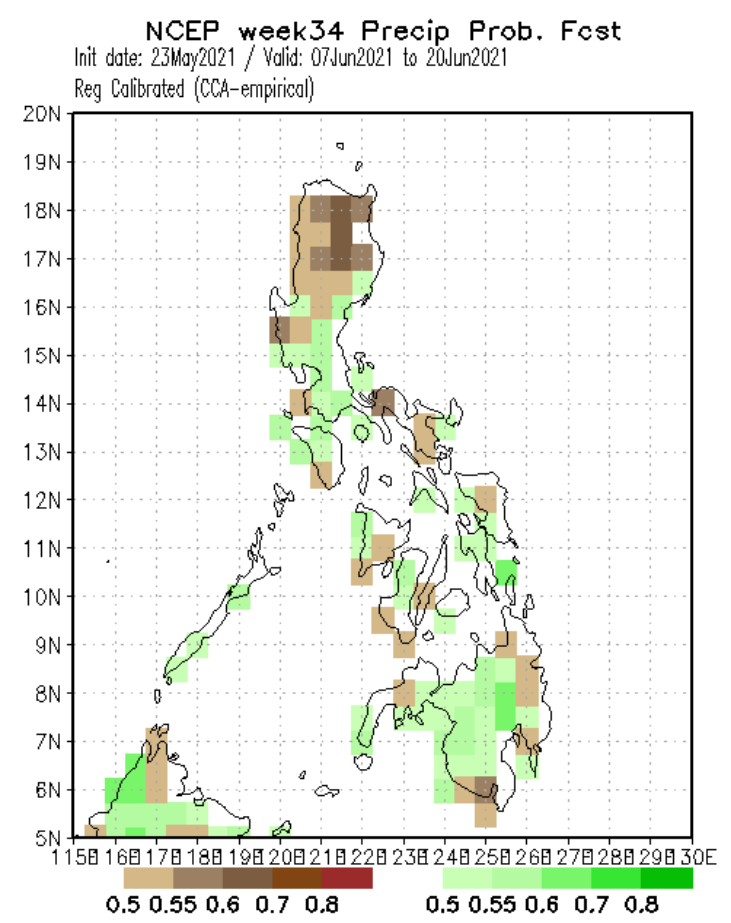 NCEP week34 Precip Prob. Fcst
Init date: 23May2021 / Valid: 07Jun2021 to 20Jun2021
Reg Calibrated (CCA-empirical)
20N
19N
18N
17N
16N
15N
14N
13N
12N
11N
10N
9N
8N
7N
6N
5N
115E 116E 117E 118E 119E 120E 121E 122E 123E 124E 125E 126E 127E 128E 129E 130E
0.5 0.55 0.6 0.7 0.8 0.5 0.55 0.6 0.7 0.8